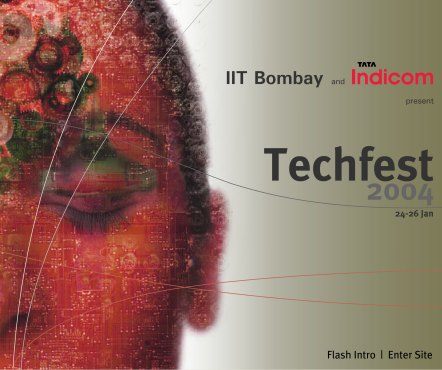 IIT Bombay and TATA Indicom
present
Techfest
2004
24-26 Jan
Flash Intro | Enter Site